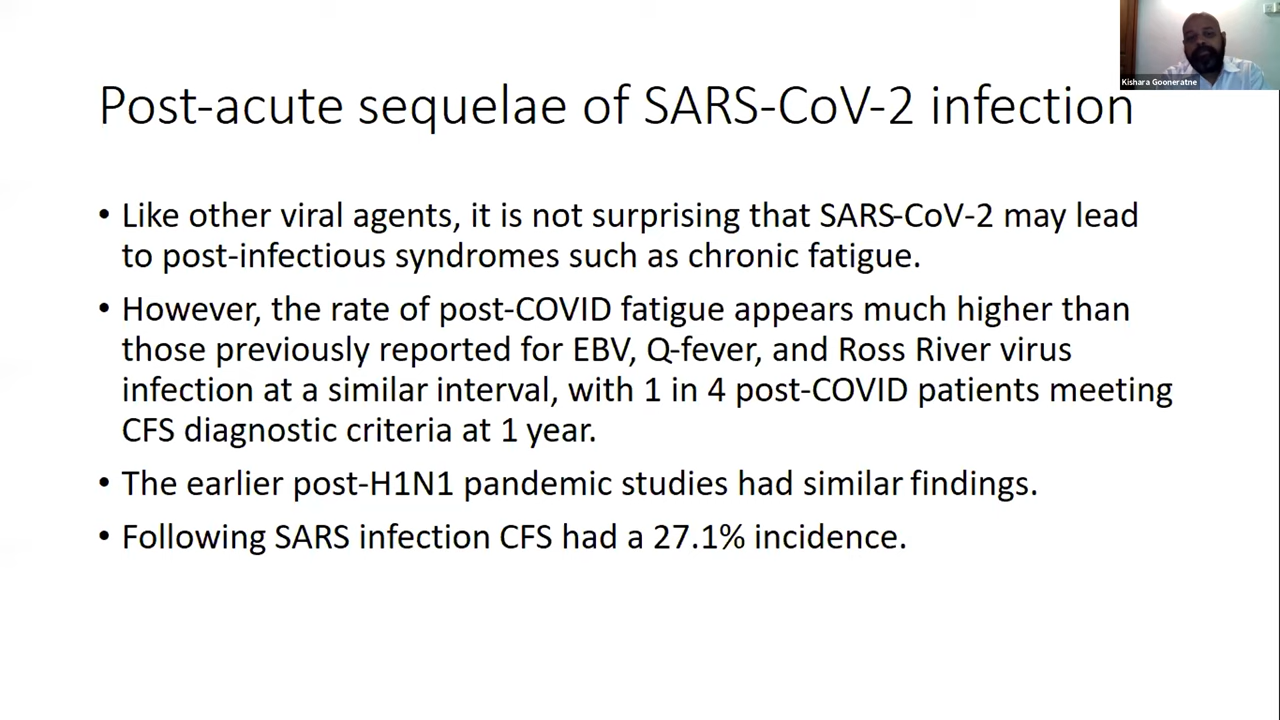 Kishara Gooneratne
Post-acute sequelae of SARS-CoV-2 infection
• Like other viral agents, it is not surprising that SARS-CoV-2 may lead
to post-infectious syndromes such as chronic fatigue.
• However, the rate of post-COVID fatigue appears much higher than
those previously reported for EBV, Q-fever, and Ross River virus
infection at a similar interval, with 1 in 4 post-COVID patients meeting
CFS diagnostic criteria at 1 year.
• The earlier post-H1N1 pandemic studies had similar findings.
• Following SARS infection CFS had a 27.1% incidence.